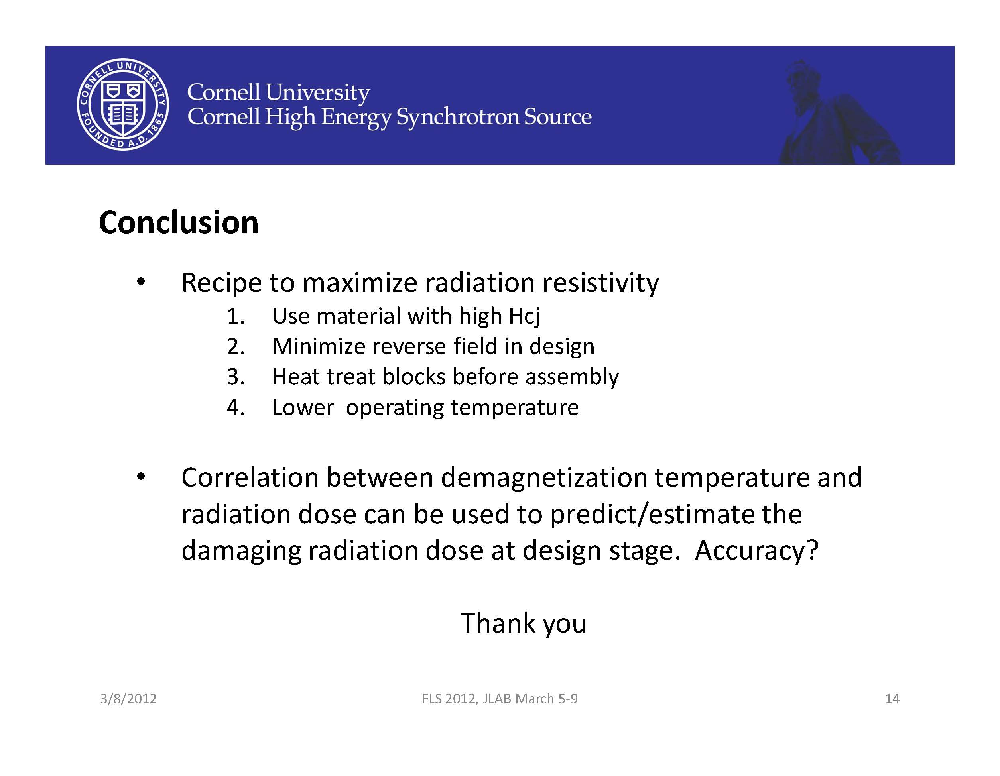 CORNELL UNIVERSITY
FOUNDED A.D. 1865
Cornell University
Cornell High Energy Synchrotron Source
Conclusion
• Recipe to maximize radiation resistivity
1. Use material with high Hcj
2. Minimize reverse field in design
3. Heat treat blocks before assembly
4. Lower operating temperature
• Correlation between demagnetization temperature and
radiation dose can be used to predict/estimate the
damaging radiation dose at design stage. Accuracy?
Thank you
3/8/2012
FLS 2012, JLAB March 5-9
14